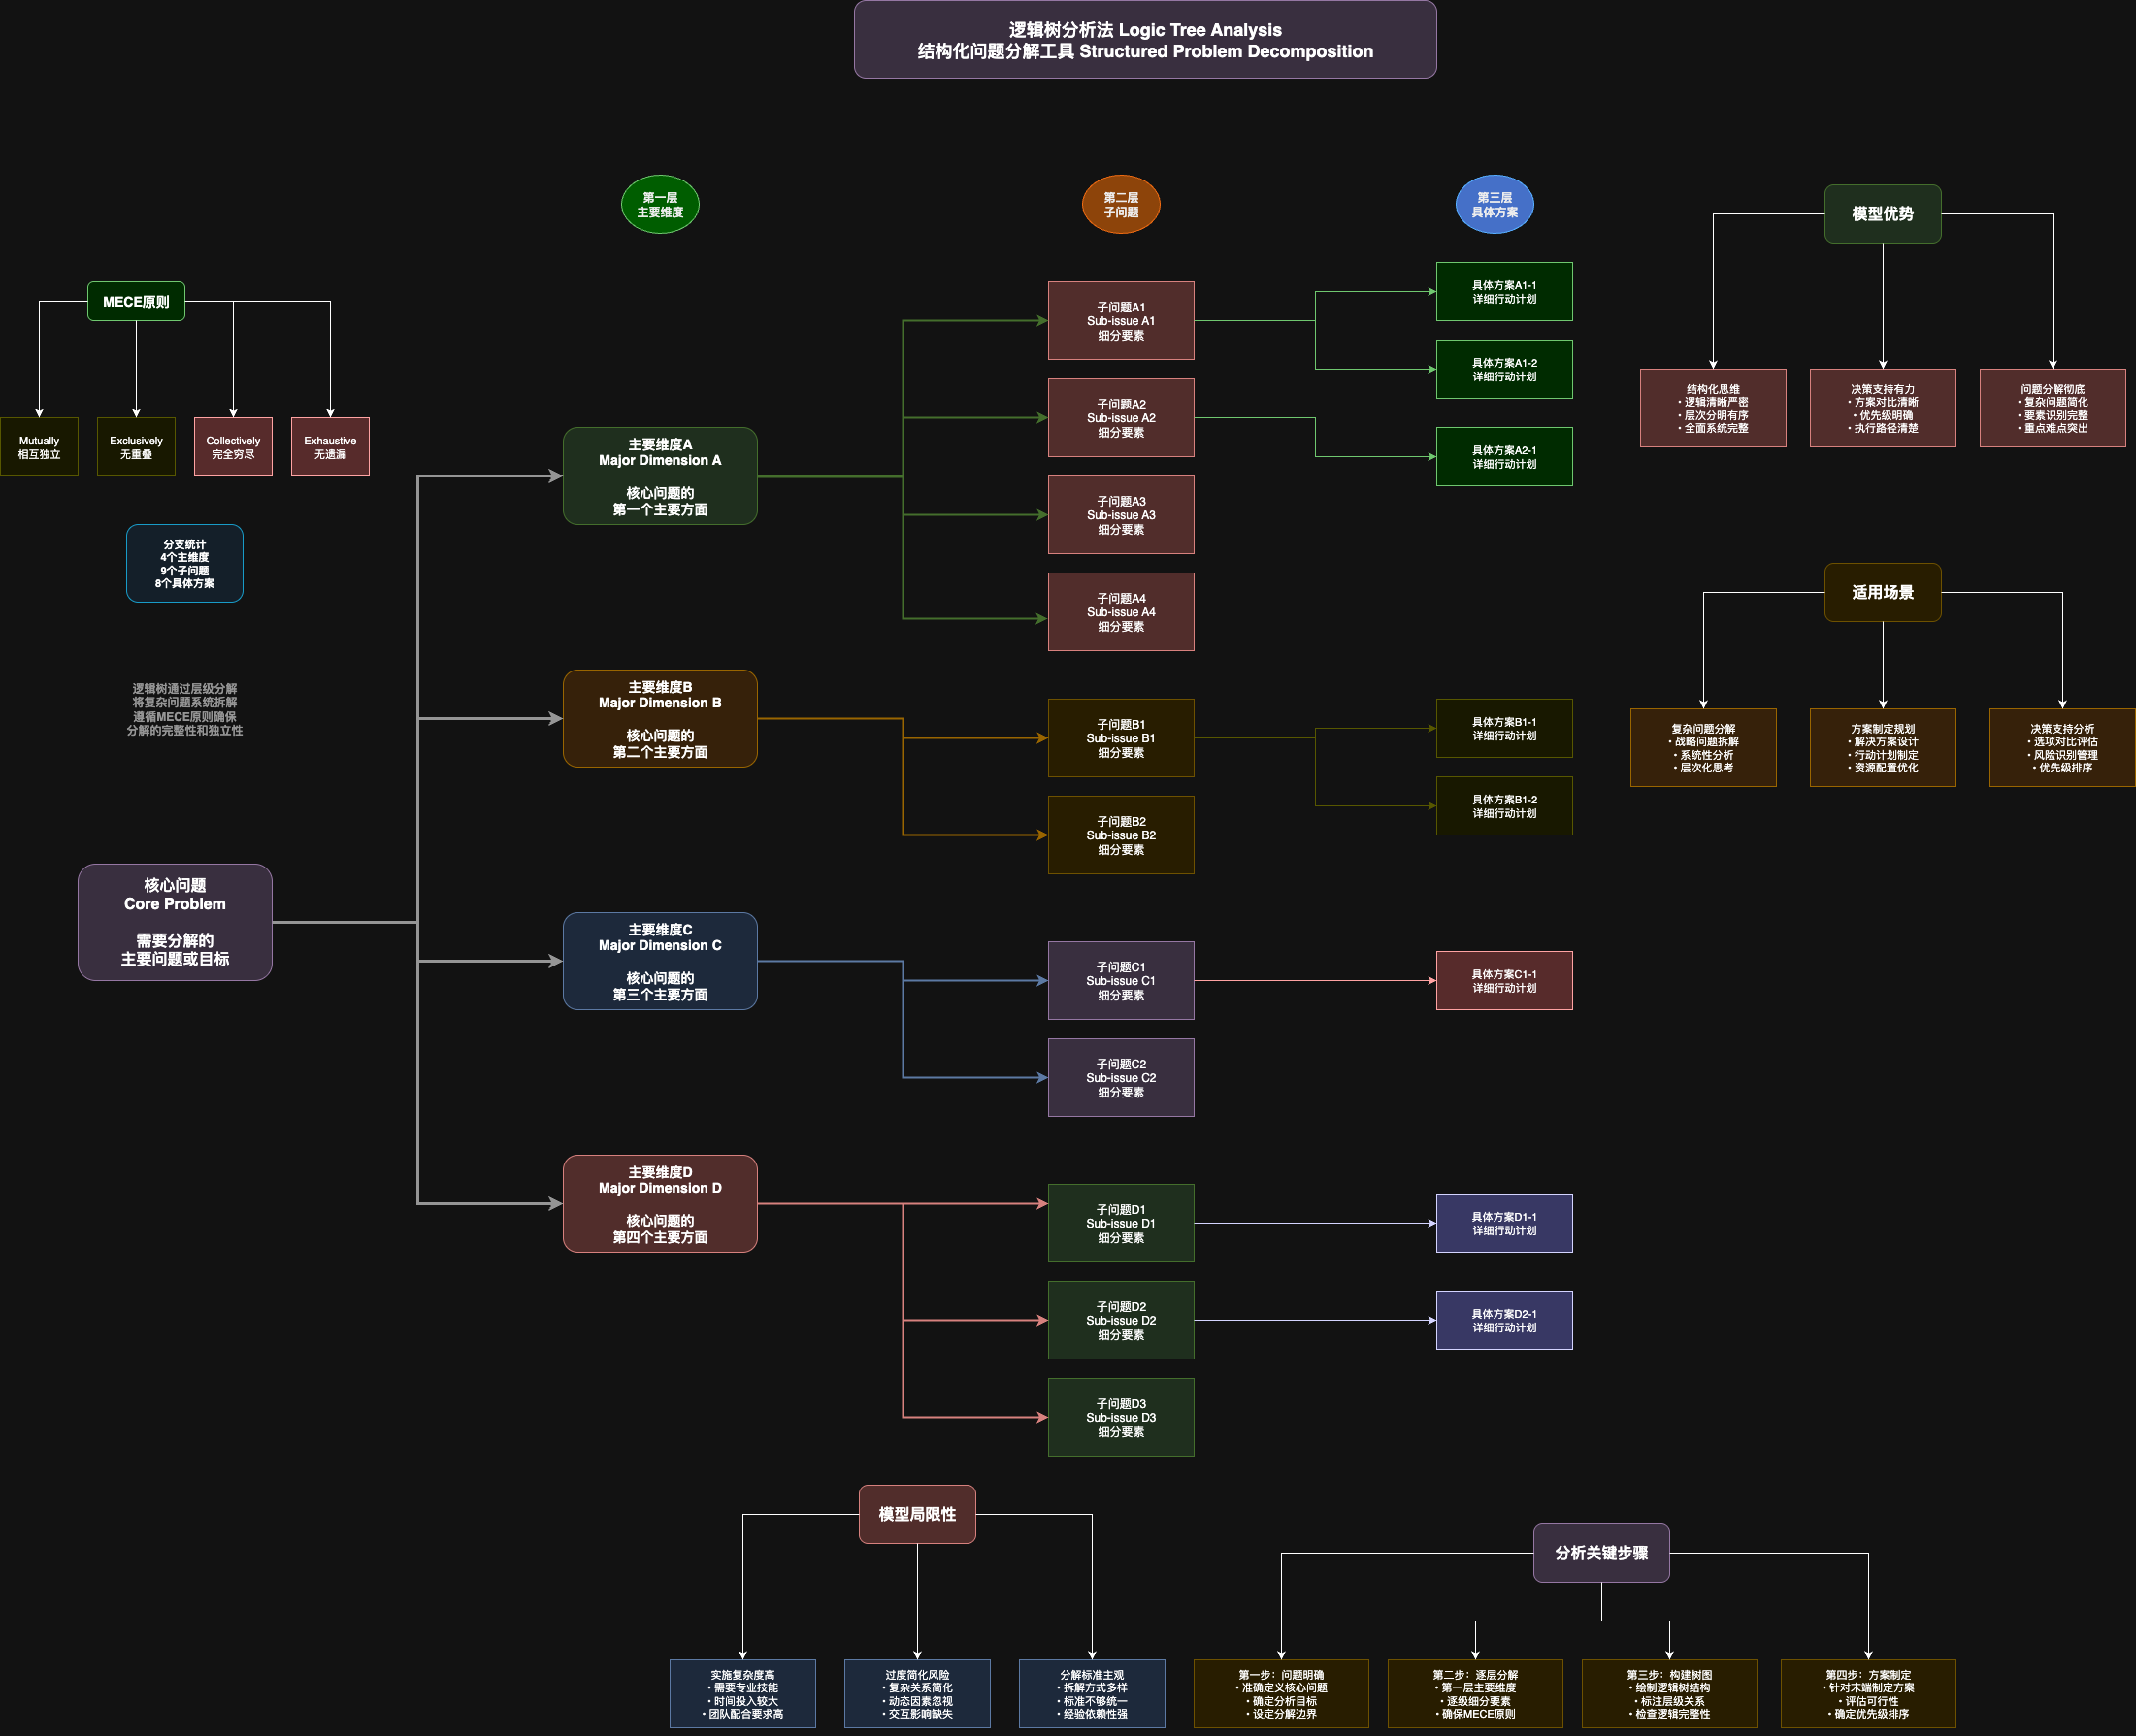 逻辑树分析法 Logic Tree Analysis
结构化问题分解工具 Structured Problem Decomposition
第一层
主要维度
第二层
子问题
第三层
具体方案
MECE原则
Mutually
相互独立
Exclusively
无重叠
Collectively
完全穷尽
Exhaustive
无遗漏
分支统计
4个主维度
9个子问题
8个具体方案
逻辑树通过层级分解
将复杂问题系统拆解
遵循MECE原则确保
分解的完整性和独立性
核心问题
Core Problem
需要分解的
主要问题或目标
主要维度A
Major Dimension A
核心问题的
第一个主要方面
主要维度B
Major Dimension B
核心问题的
第二个主要方面
主要维度C
Major Dimension C
核心问题的
第三个主要方面
主要维度D
Major Dimension D
核心问题的
第四个主要方面
子问题A1
Sub-issue A1
细分要素
子问题A2
Sub-issue A2
细分要素
子问题A3
Sub-issue A3
细分要素
子问题A4
Sub-issue A4
细分要素
子问题B1
Sub-issue B1
细分要素
子问题B2
Sub-issue B2
细分要素
子问题C1
Sub-issue C1
细分要素
子问题C2
Sub-issue C2
细分要素
子问题D1
Sub-issue D1
细分要素
子问题D2
Sub-issue D2
细分要素
子问题D3
Sub-issue D3
细分要素
具体方案A1-1
详细行动计划
具体方案A1-2
详细行动计划
具体方案A2-1
详细行动计划
具体方案B1-1
详细行动计划
具体方案B1-2
详细行动计划
具体方案C1-1
详细行动计划
具体方案D1-1
详细行动计划
具体方案D2-1
详细行动计划
模型优势
结构化思维
• 逻辑清晰严密
• 层次分明有序
• 全面系统完整
决策支持有力
• 方案对比清晰
• 优先级明确
• 执行路径清楚
问题分解彻底
• 复杂问题简化
• 要素识别完整
• 重点难点突出
适用场景
复杂问题分解
• 战略问题拆解
• 系统性分析
• 层次化思考
方案制定规划
• 解决方案设计
• 行动计划制定
• 资源配置优化
决策支持分析
• 选项对比评估
• 风险识别管理
• 优先级排序
模型局限性
实施复杂度高
• 需要专业技能
• 时间投入较大
• 团队配合要求高
过度简化风险
• 复杂关系简化
• 动态因素忽视
• 交互影响缺失
分解标准主观
• 拆解方式多样
• 标准不够统一
• 经验依赖性强
分析关键步骤
第一步：问题明确
• 准确定义核心问题
• 确定分析目标
• 设定分解边界
第二步：逐层分解
• 第一层主要维度
• 逐级细分要素
• 确保MECE原则
第三步：构建树图
• 绘制逻辑树结构
• 标注层级关系
• 检查逻辑完整性
第四步：方案制定
• 针对末端制定方案
• 评估可行性
• 确定优先级排序